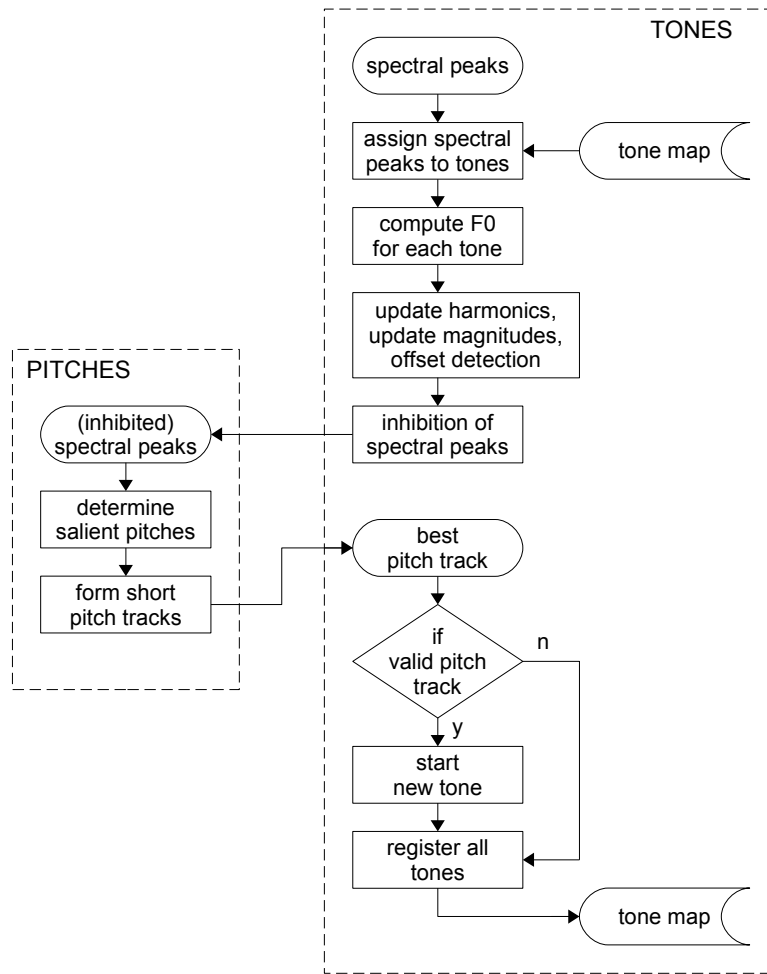 TONES
spectral peaks
assign spectral
peaks to tones
tone map
compute F0
for each tone
update harmonics,
update magnitudes,
offset detection
inhibition of
spectral peaks
PITCHES
(inhibited)
spectral peaks
determine
salient pitches
form short
pitch tracks
best
pitch track
if
valid pitch
track
n
y
start
new tone
register all
tones
tone map